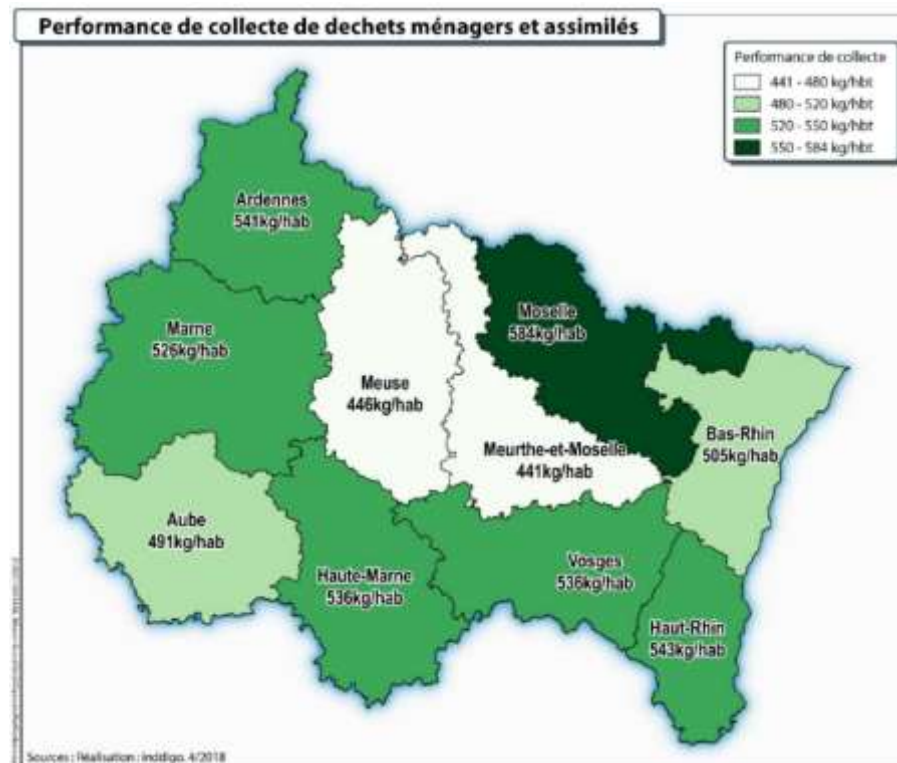 Performance de collecte de dechets ménagers et assimilés
Performance de collecte
441 - 480 kg/hbt
480 - 520 kg/hbt
520 - 550 kg/hbt
550 - 584 kg/hbt
Ardennes
541kg/hab
Marne
526kg/hab
Meuse
446kg/hab
Moselle
584kg/hab
Meurthe-et-Moselle
441kg/hab
Bas-Rhin
505kg/hab
Aube
491kg/hab
Haute-Marne
536kg/hab
Vosges
536kg/hab
Haut-Rhin
543kg/hab
Sources : Réalisation : inddigo, 4/2018